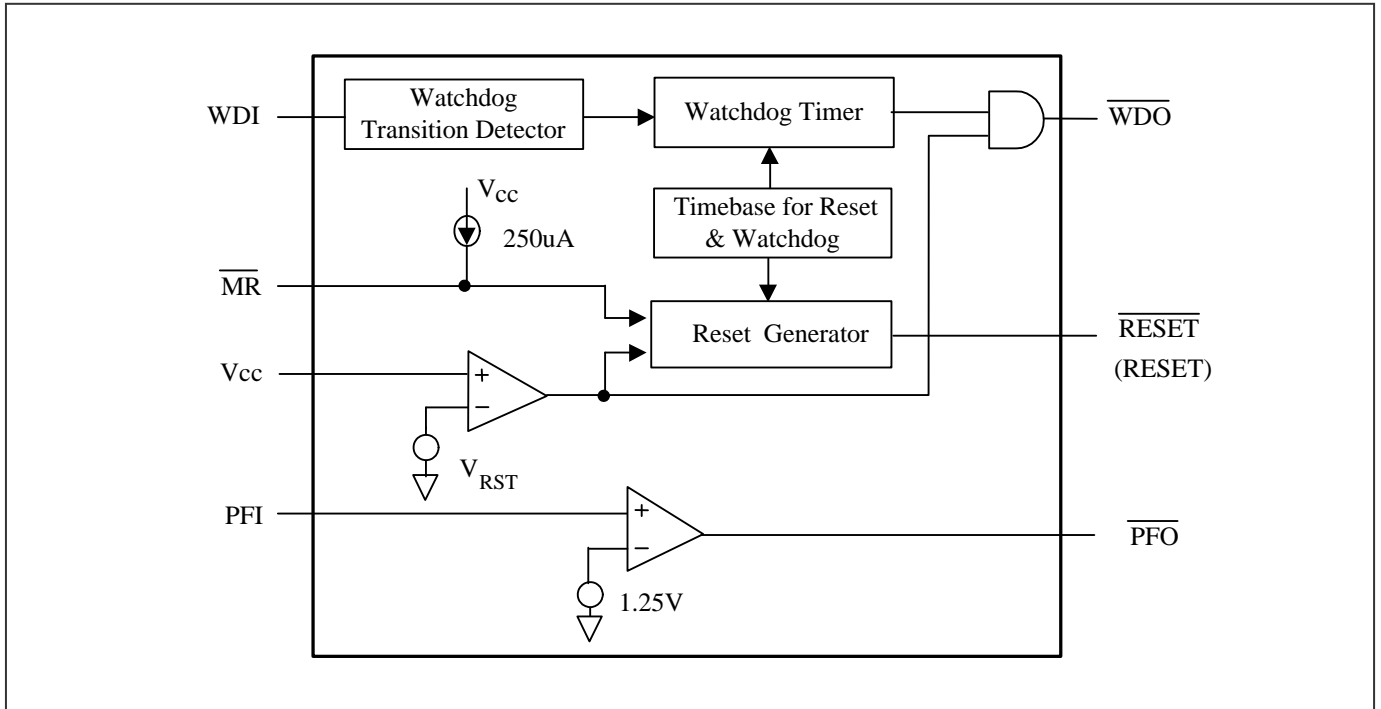 WDI
Watchdog
Transition Detector
Watchdog Timer
WDO
Vcc
250uA
Timebase for Reset
& Watchdog
MR
Reset Generator
RESET
(RESET)
Vcc
+
−
VRST
PFI
+
−
PFO
1.25V